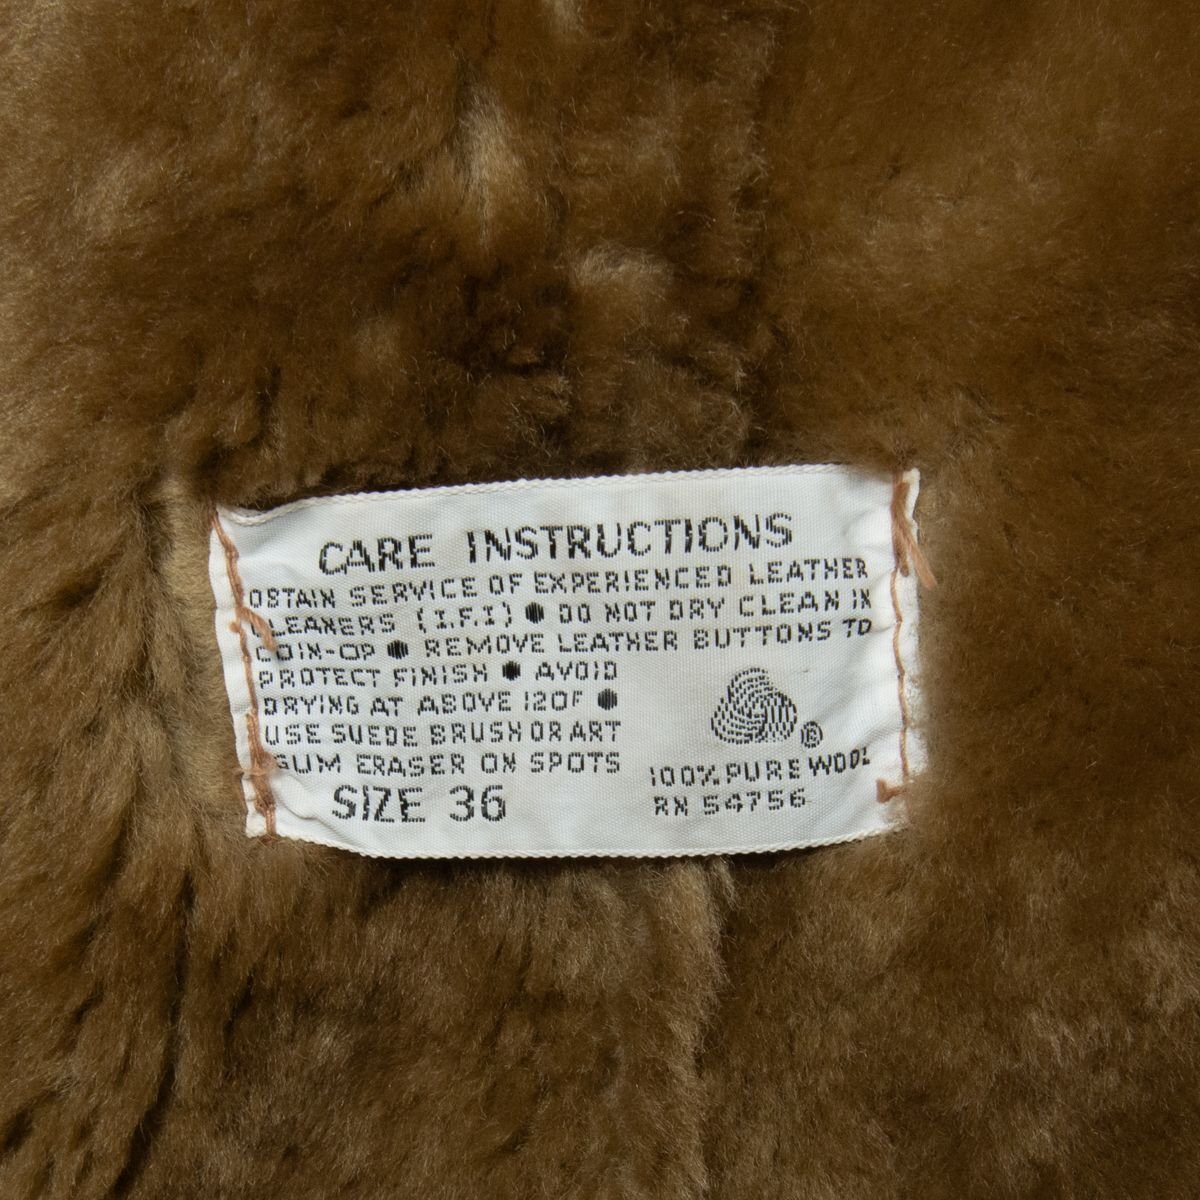 CARE INSTRUCTIONS
OBTAIN SERVICE OF EXPERIENCED LEATHER
CLEANERS (I.F.I) ● DO NOT DRY CLEAN IN
COIN-OP ● REMOVE LEATHER BUTTONS TO
PROTECT FINISH ● AVOID
DRYING AT ABOVE 120F ●
USE SUEDE BRUSH OR ART
GUM ERASER ON SPOTS
SIZE 36
®
100% PURE WOOL
RN 54756